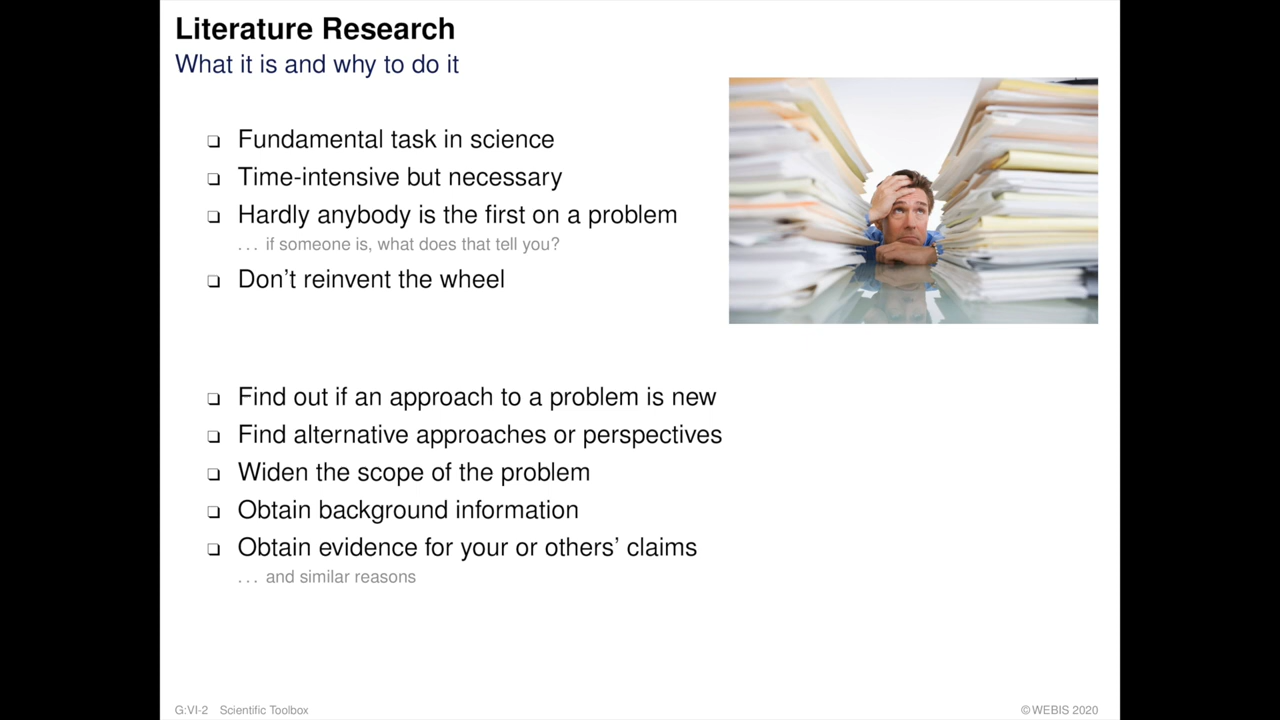 Literature Research
What it is and why to do it
❏ Fundamental task in science
❏ Time-intensive but necessary
❏ Hardly anybody is the first on a problem
. . . if someone is, what does that tell you?
❏ Don’t reinvent the wheel
❏ Find out if an approach to a problem is new
❏ Find alternative approaches or perspectives
❏ Widen the scope of the problem
❏ Obtain background information
❏ Obtain evidence for your or others’ claims
. . . and similar reasons
G:VI-2 Scientific Toolbox
© WEBIS 2020